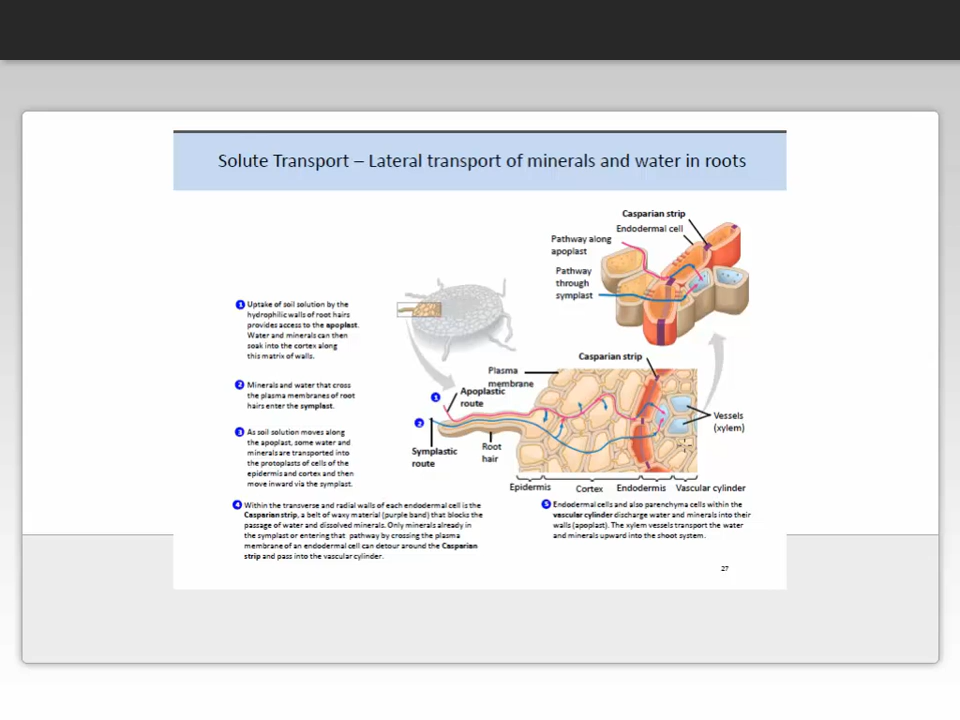 Solute Transport – Lateral transport of minerals and water in roots
Casparian strip
Endodermal cell
Pathway along
apoplast
Pathway
through
symplast
1 Uptake of soil solution by the
hydrophilic walls of root hairs
provides access to the apoplast.
Water and minerals can then
soak into the cortex along
this matrix of walls.
2 Minerals and water that cross
the plasma membranes of root
hairs enter the symplast.
3 As soil solution moves along
the apoplast, some water and
minerals are transported into
the protoplasts of cells of the
epidermis and cortex and then
move inward via the symplast.
Casparian strip
Plasma
membrane
1
Apoplastic
route
2
Symplastic
route
Root
hair
Vessels
(xylem)
Epidermis
Cortex
Endodermis
Vascular cylinder
4 Within the transverse and radial walls of each endodermal cell is the
Casparian strip, a belt of waxy material (purple band) that blocks the
passage of water and dissolved minerals. Only minerals already in
the symplast or entering that pathway by crossing the plasma
membrane of an endodermal cell can detour around the Casparian
strip and pass into the vascular cylinder.
5 Endodermal cells and also parenchyma cells within the
vascular cylinder discharge water and minerals into their
walls (apoplast). The xylem vessels transport the water
and minerals upward into the shoot system.
27